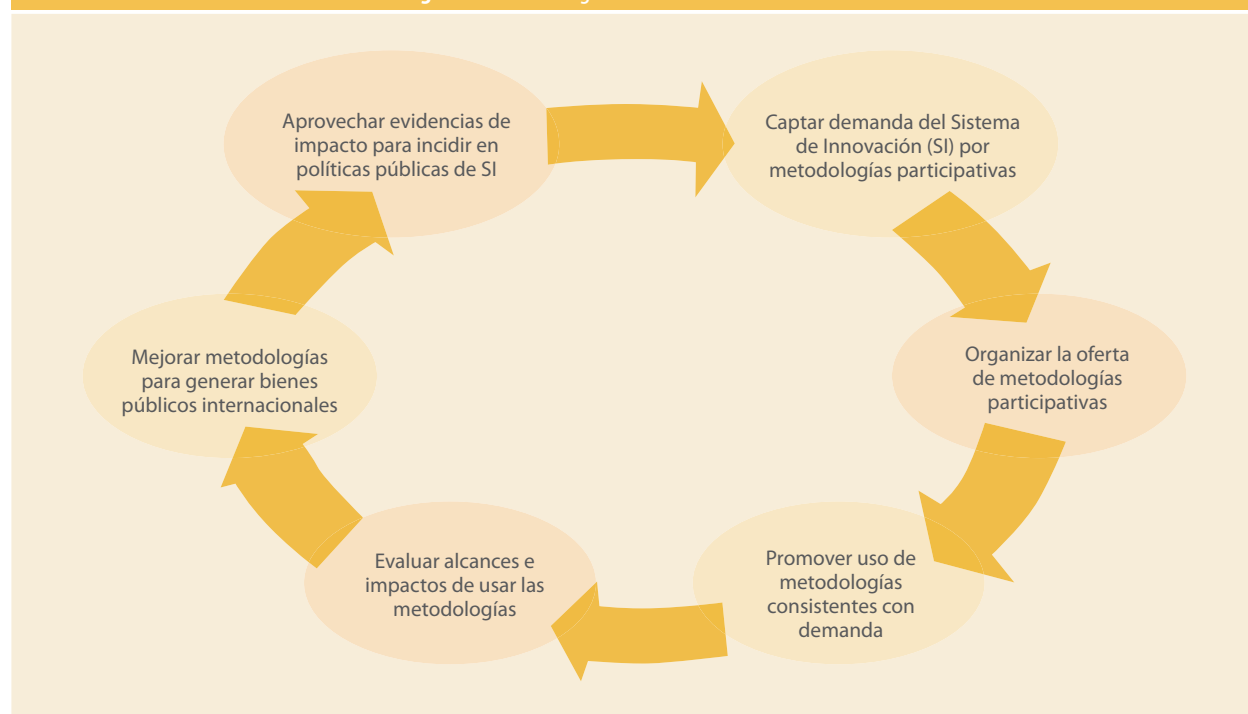 Aprovechar evidencias de
impacto para incidir en
políticas públicas de SI
Captar demanda del Sistema
de Innovación (SI) por
metodologías participativas
Organizar la oferta
de metodologías
participativas
Promover uso de
metodologías
consistentes con
demanda
Evaluar alcances e
impactos de usar las
metodologías
Mejorar metodologías
para generar bienes
públicos internacionales